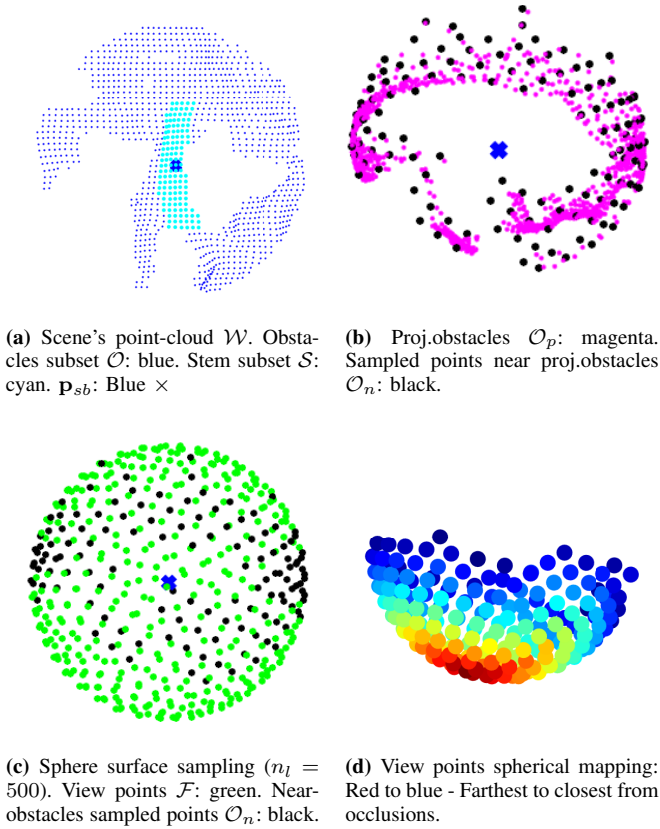 (a) Scene's point-cloud 𝒲. Obsta-
cles subset 𝒪: blue. Stem subset 𝒮:
cyan. p_sb: Blue ×
(b) Proj.obstacles 𝒪_p: magenta.
Sampled points near proj.obstacles
𝒪_n: black.
(c) Sphere surface sampling (n_l =
500). View points ℱ: green. Near-
obstacles sampled points 𝒪_n: black.
(d) View points spherical mapping:
Red to blue - Farthest to closest from
occlusions.